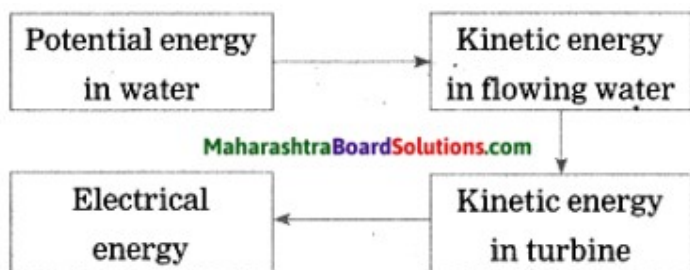 Potential energy
in water
Kinetic energy
in flowing water
MaharashtraBoardSolutions.com
Kinetic energy
in turbine
Electrical
energy